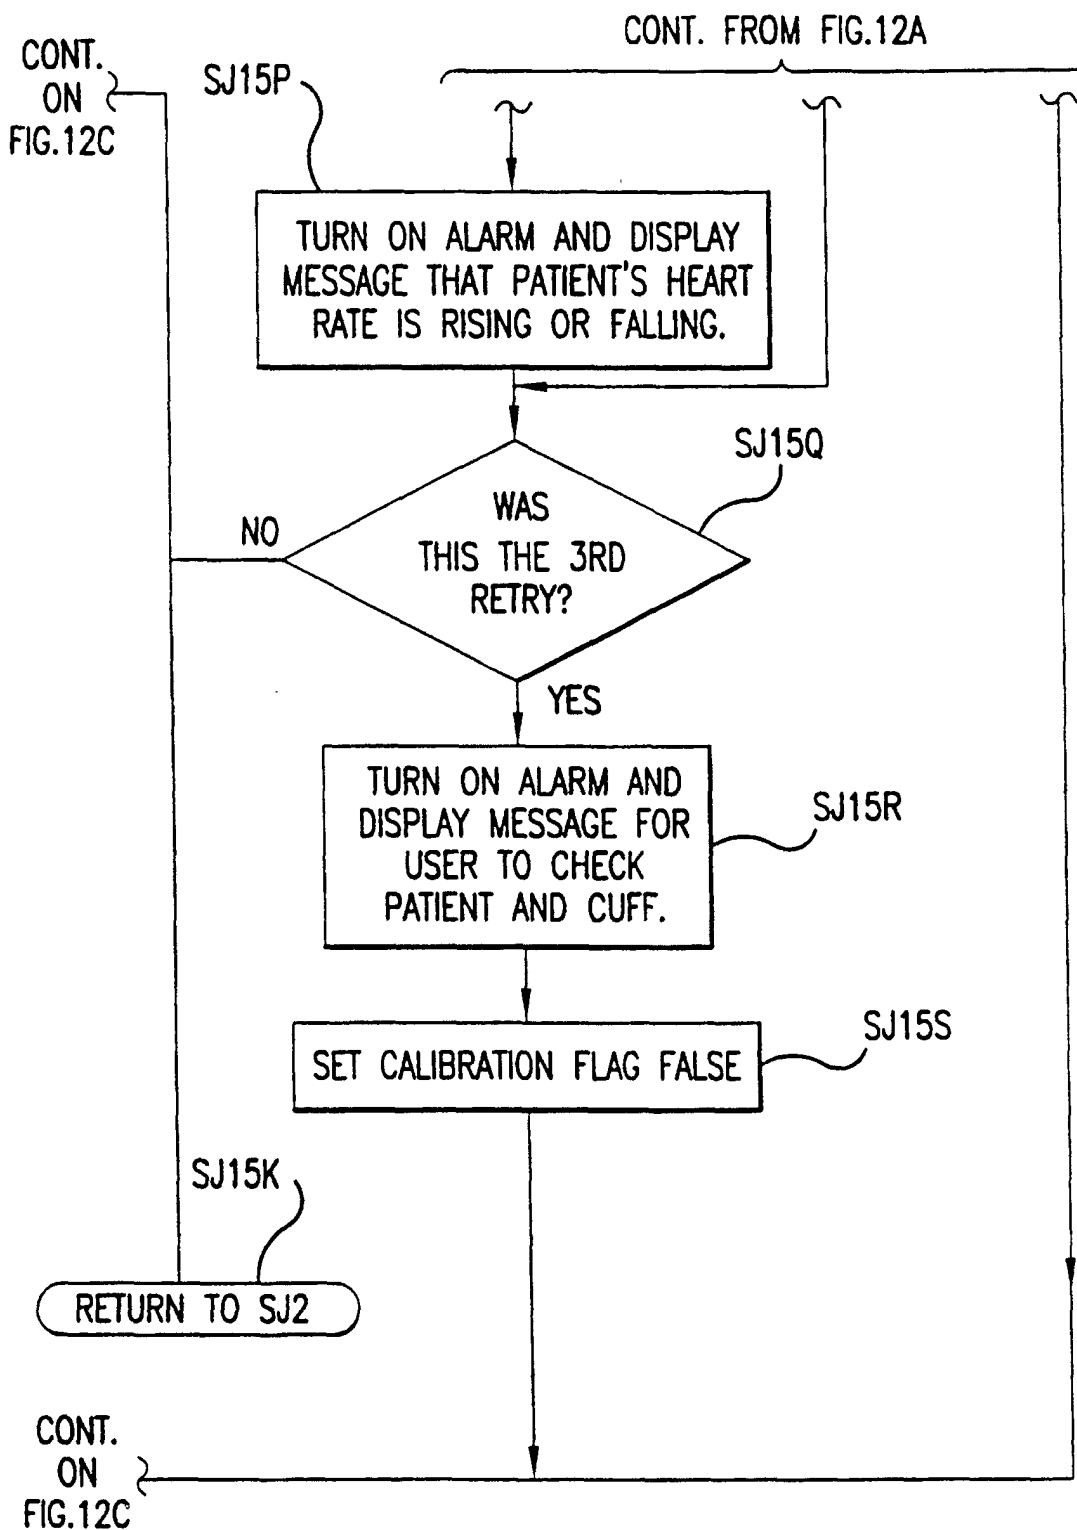 CONT. FROM FIG.12A
CONT.
ON
FIG.12C
SJ15P
TURN ON ALARM AND DISPLAY
MESSAGE THAT PATIENT'S HEART
RATE IS RISING OR FALLING.
SJ15Q
WAS
THIS THE 3RD
RETRY?
NO
YES
TURN ON ALARM AND
DISPLAY MESSAGE FOR
USER TO CHECK
PATIENT AND CUFF.
SJ15R
SET CALIBRATION FLAG FALSE
SJ15S
SJ15K
RETURN TO SJ2
CONT.
ON
FIG.12C